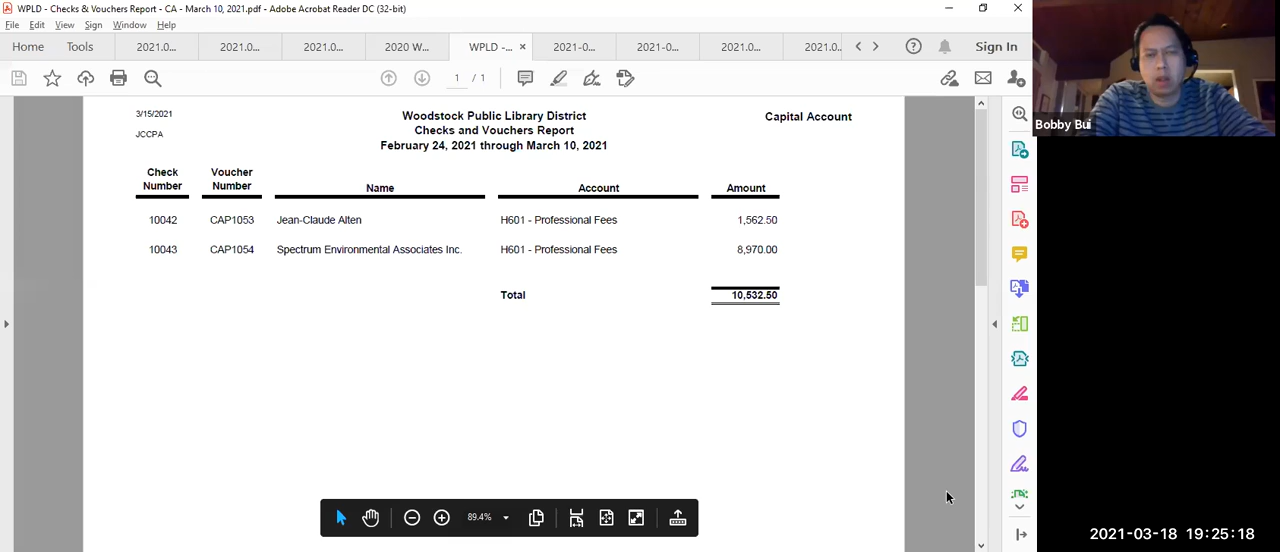 WPLD - Checks & Vouchers Report - CA - March 10, 2021.pdf - Adobe Acrobat Reader DC (32-bit)
File Edit View Sign Window Help
Home Tools 2021.0... 2021.0... 2021.0... 2020 W... WPLD -... × 2021-0... 2021-0... 2021.0... 2021.0.. Sign In
1 / 1
3/15/2021
JCCPA
Woodstock Public Library District
Checks and Vouchers Report
February 24, 2021 through March 10, 2021
Capital Account
Check Number Voucher Number Name Account Amount
10042 CAP1053 Jean-Claude Alten H601 - Professional Fees 1,562.50
10043 CAP1054 Spectrum Environmental Associates Inc. H601 - Professional Fees 8,970.00
Total 10,532.50
89.4%
Bobby Bui
2021-03-18 19:25:18